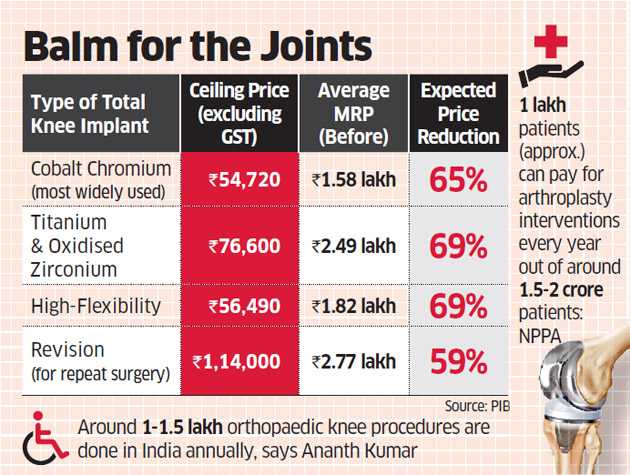 Balm for the Joints
Type of Total
Knee Implant
Ceiling Price
(excluding
GST)
Average
MRP
(Before)
Expected
Price
Reduction
Cobalt Chromium
(most widely used)
₹54,720
₹1.58 lakh
65%
Titanium
& Oxidised
Zirconium
₹76,600
₹2.49 lakh
69%
High-Flexibility
₹56,490
₹1.82 lakh
69%
Revision
(for repeat surgery)
₹1,14,000
₹2.77 lakh
59%
Source: PIB
1 lakh
patients
(approx.)
can pay for
arthroplasty
interventions
every year
out of around
1.5-2 crore
patients:
NPPA
Around 1-1.5 lakh orthopaedic knee procedures are
done in India annually, says Ananth Kumar